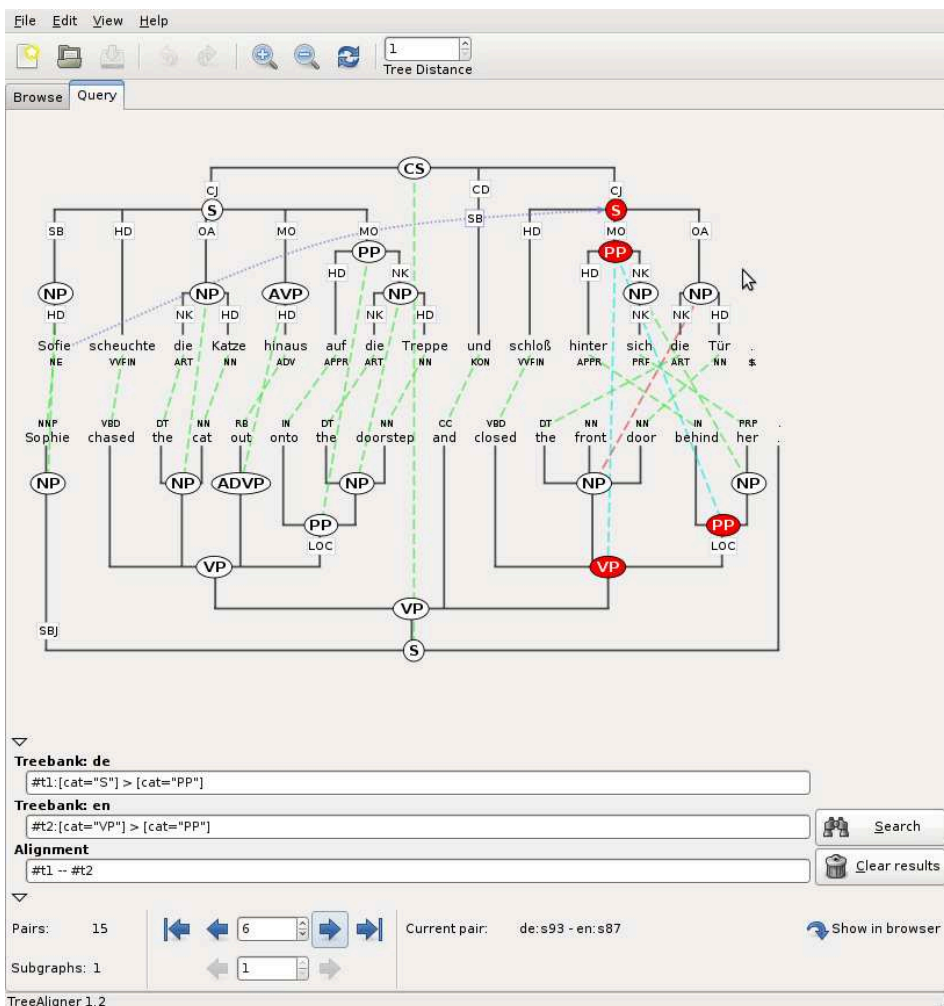 File Edit View Help
1
Tree Distance
Browse Query
CS
CJ CD CJ
S SB S
SB HD OA MO MO HD MO OA
PP PP
HD NK HD NK
NP NP AVP NP NP NP
HD NK HD HD NK HD NK NK HD
Sofie scheuchte die Katze hinaus auf die Treppe und schloß hinter sich die Tür .
NE VVFIN ART NN ADV APPR ART NN KON VVFIN APPR PRF ART NN $.
NNP VBD DT NN RB IN DT NN CC VBD DT NN NN IN PRP .
Sophie chased the cat out onto the doorstep and closed the front door behind her .
NP NP ADVP NP NP NP
PP PP
LOC LOC
VP VP
VP
SBJ
S
Treebank: de
#t1:[cat="S"] > [cat="PP"]
Treebank: en
#t2:[cat="VP"] > [cat="PP"]
Search
Alignment
#t1 -- #t2
Clear results
Pairs: 15 6 Current pair: de:s93 - en:s87 Show in browser
Subgraphs: 1 1
TreeAligner 1.2